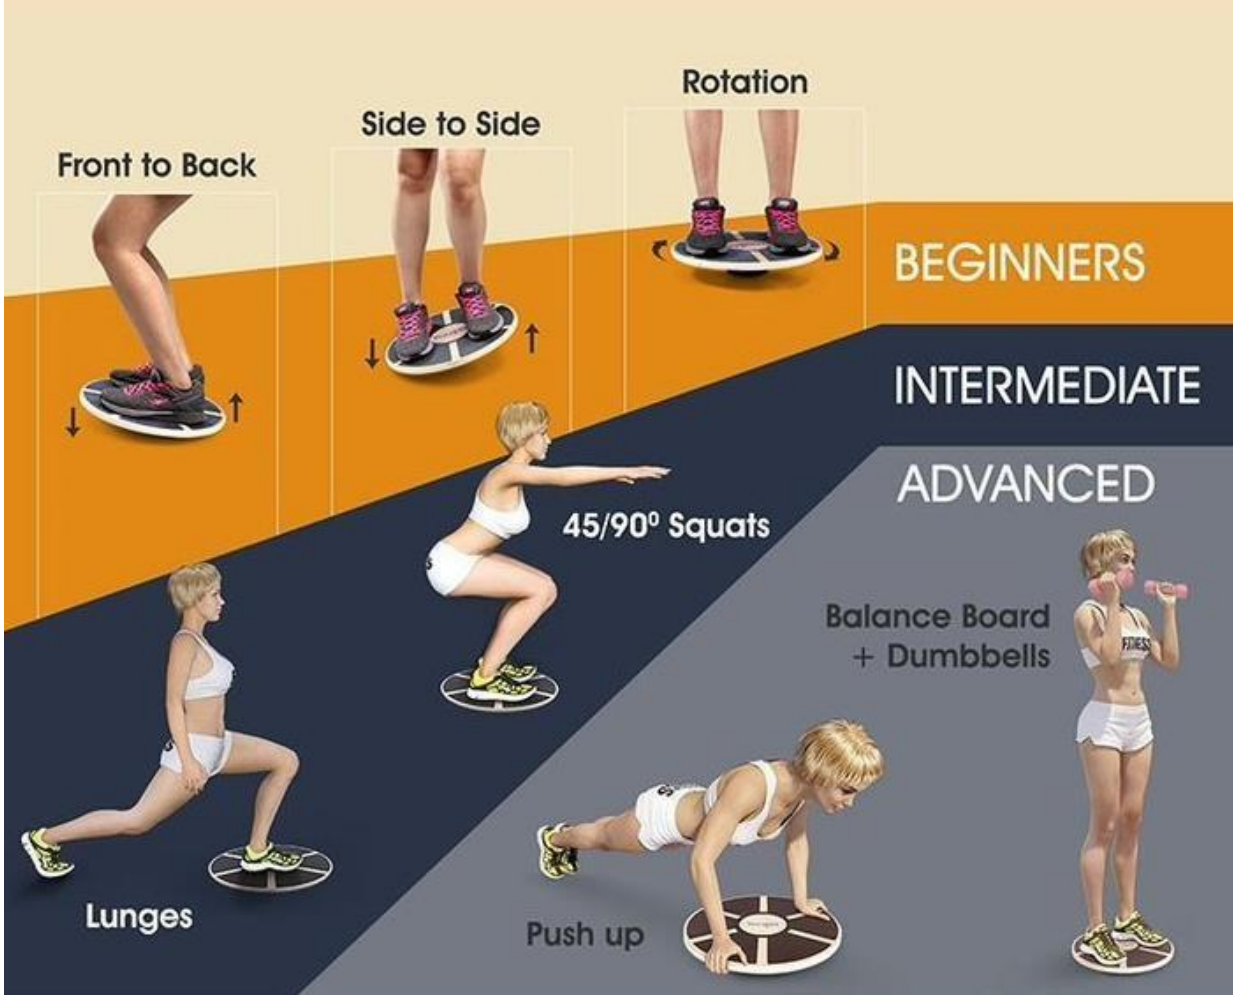 Rotation
Side to Side
Front to Back
BEGINNERS
INTERMEDIATE
ADVANCED
45/90⁰ Squats
Balance Board
+ Dumbbells
FITNESS
Lunges
Push up